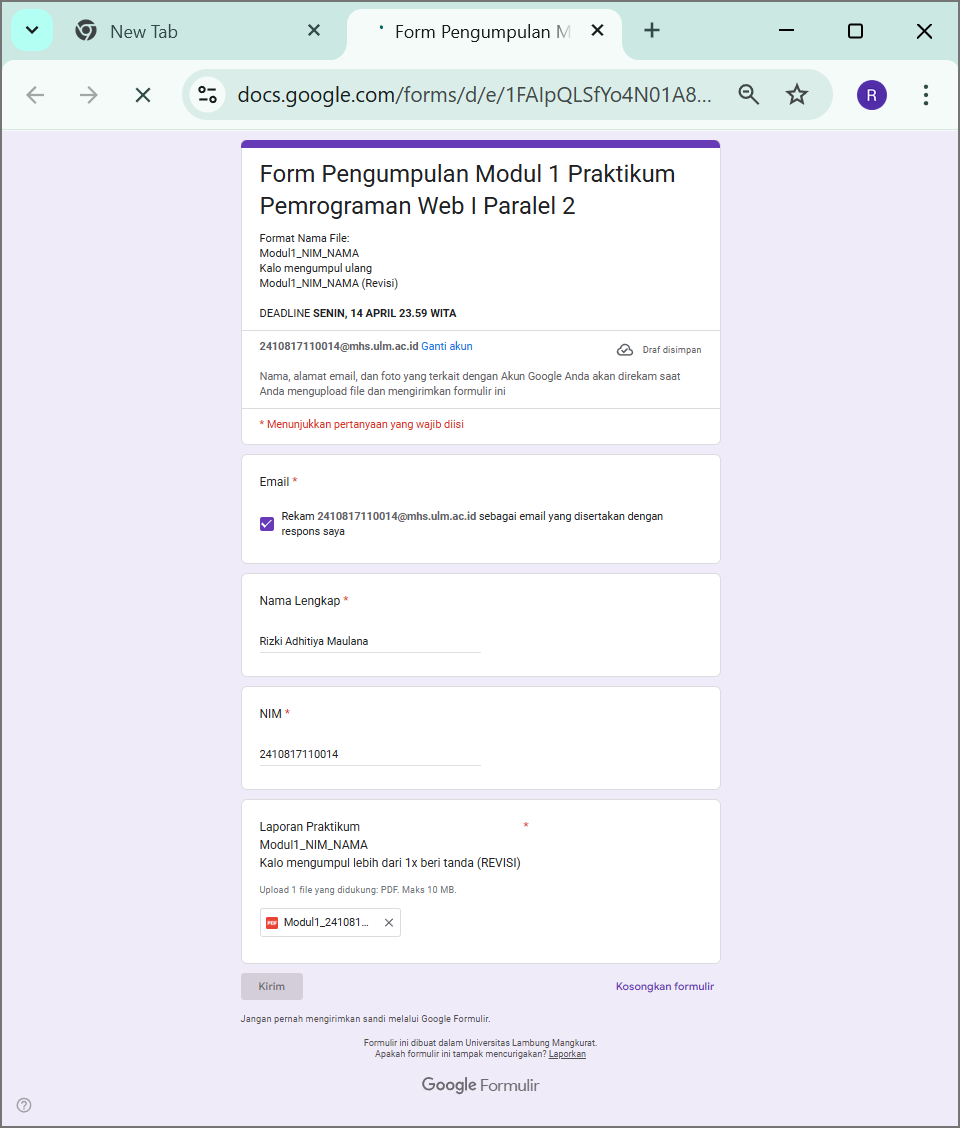 New Tab
Form Pengumpulan M
docs.google.com/forms/d/e/1FAIpQLSfYo4N01A8...
R
Form Pengumpulan Modul 1 Praktikum
Pemrograman Web I Paralel 2
Format Nama File:
Modul1_NIM_NAMA
Kalo mengumpul ulang
Modul1_NIM_NAMA (Revisi)
DEADLINE SENIN, 14 APRIL 23.59 WITA
2410817110014@mhs.ulm.ac.id Ganti akun
Draf disimpan
Nama, alamat email, dan foto yang terkait dengan Akun Google Anda akan direkam saat
Anda mengupload file dan mengirimkan formulir ini
* Menunjukkan pertanyaan yang wajib diisi
Email *
Rekam 2410817110014@mhs.ulm.ac.id sebagai email yang disertakan dengan
respons saya
Nama Lengkap *
Rizki Adhitiya Maulana
NIM *
2410817110014
Laporan Praktikum *
Modul1_NIM_NAMA
Kalo mengumpul lebih dari 1x beri tanda (REVISI)
Upload 1 file yang didukung: PDF. Maks 10 MB.
PDF Modul1_241081...
Kirim
Kosongkan formulir
Jangan pernah mengirimkan sandi melalui Google Formulir.
Formulir ini dibuat dalam Universitas Lambung Mangkurat.
Apakah formulir ini tampak mencurigakan? Laporkan
Google Formulir